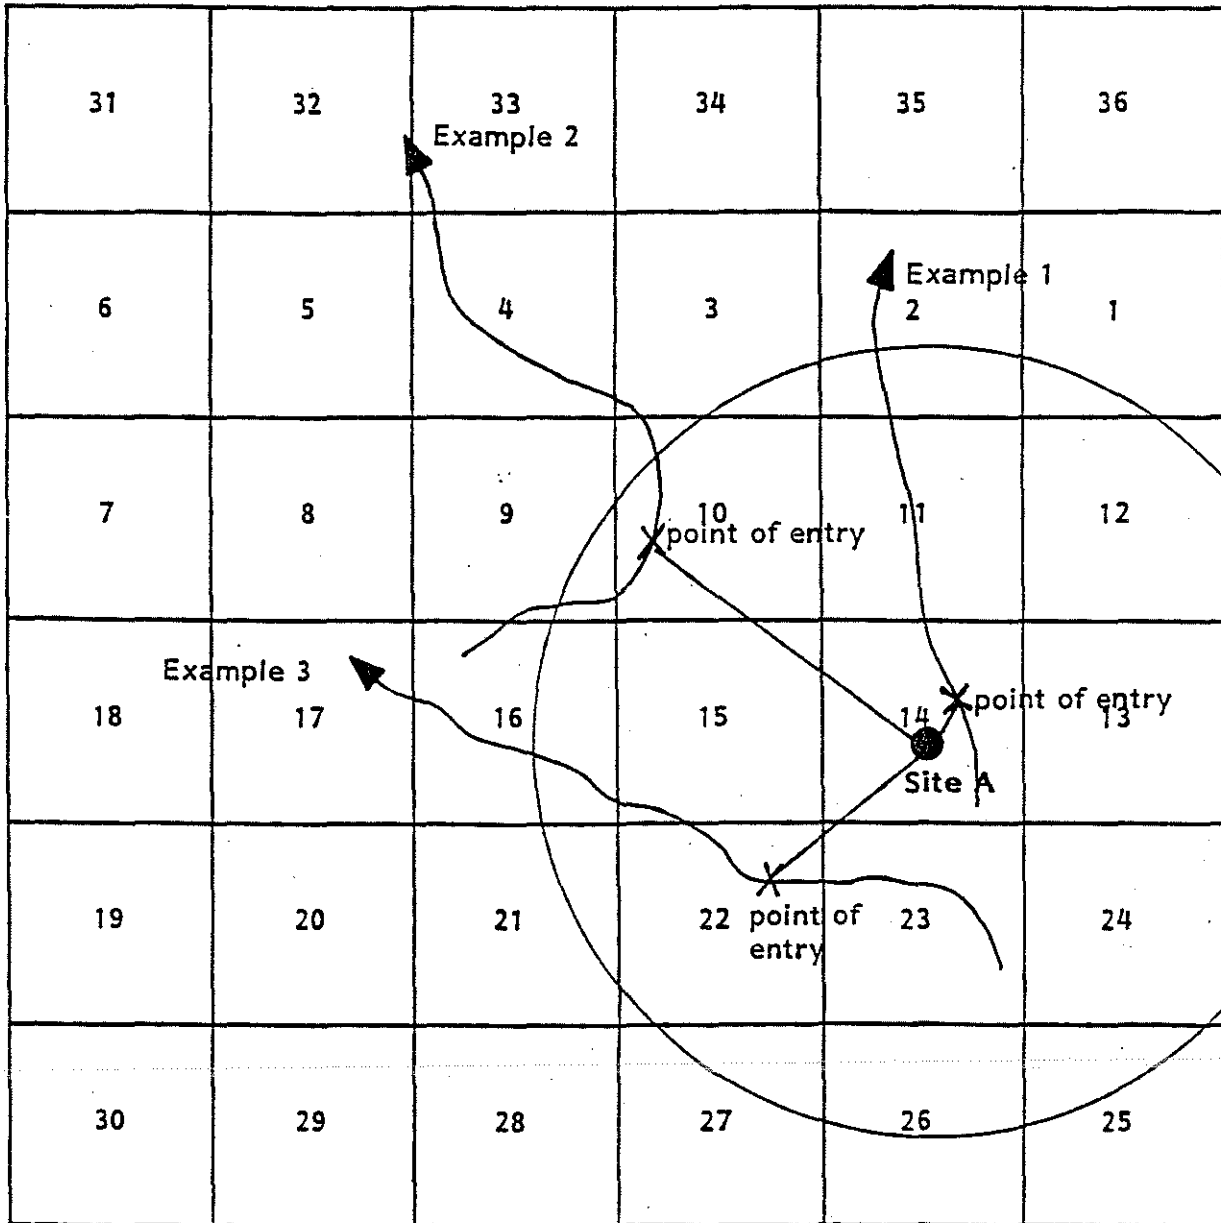 31 32 33 34 35 36
Example 2
Example 1
6 5 4 3 2 1
7 8 9 10 11 12
point of entry
Example 3
point of entry
18 17 16 15 14 13
Site A
19 20 21 22 23 24
point of
entry
30 29 28 27 26 25